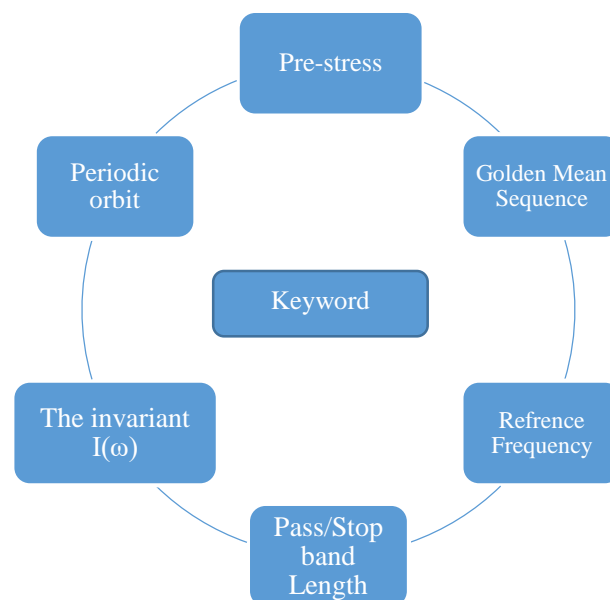 Pre-stress
Golden Mean
Sequence
Refrence
Frequency
Pass/Stop
band
Length
The invariant
I(ω)
Periodic
orbit
Keyword